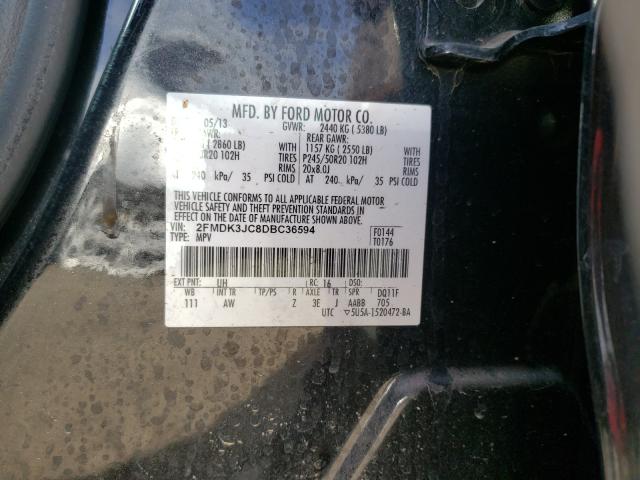 MFD. BY FORD MOTOR CO.
05/13 GVWR: 2440 KG ( 5380 LB)
GAWR: REAR GAWR:
( 2860 LB) WITH 1157 KG ( 2550 LB) WITH
R20 102H TIRES P245/50R20 102H TIRES
RIMS 20x8.0J RIMS
AT 240 kPa/ 35 PSI COLD AT 240 kPa/ 35 PSI COLD
THIS VEHICLE CONFORMS TO ALL APPLICABLE FEDERAL MOTOR
VEHICLE SAFETY AND THEFT PREVENTION STANDARDS IN
EFFECT ON THE DATE OF MANUFACTURE SHOWN ABOVE.
VIN: 2FMDK3JC8DBC36594 F0144
TYPE: MPV T0176
EXT PNT: UH RC: 16 DSO:
WB INT TR TP/PS R AXLE TR SPR DQ11F
111 AW Z 3E J AABB 705
UTC ▽5U5A-1520472-BA